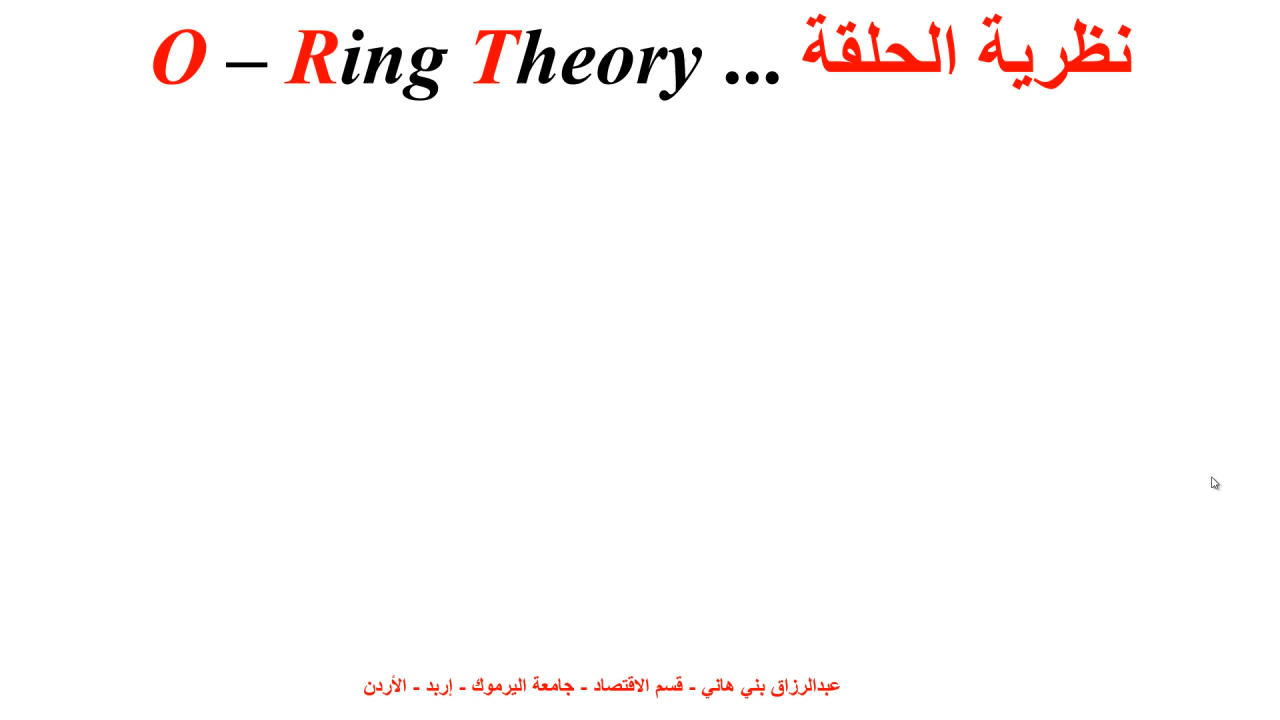 O – Ring Theory ... نظرية الحلقة
عبدالرزاق بني هاني - قسم الاقتصاد - جامعة اليرموك - إربد - الأردن